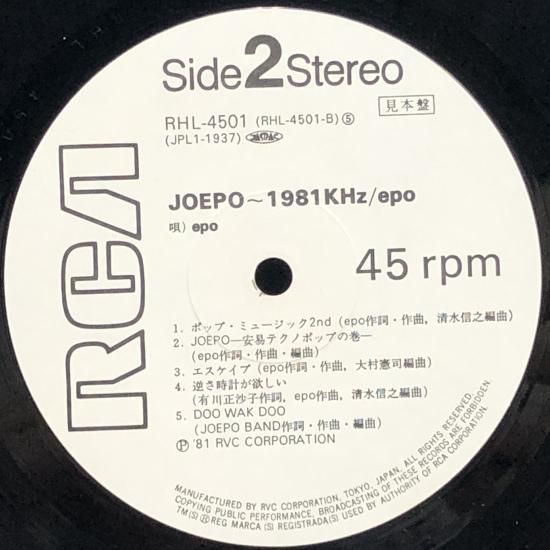 Side 2 Stereo
見本盤
RHL-4501 (RHL-4501-B) ⑤
(JPL1-1937)
RCA
JOEPO~1981KHz/epo
唄) epo
45 rpm
1. ポップ・ミュージック2nd (epo作詞・作曲, 清水信之編曲)
2. JOEPO—安易テクノポップの巻—
(epo作詞・作曲・編曲)
3. エスケイプ (epo作詞・作曲, 大村憲司編曲)
4. 逆さ時計が欲しい
(有川正沙子作詞, epo作曲, 清水信之編曲)
5. DOO WAK DOO
(JOEPO BAND作詞・作曲・編曲)
Ⓟ '81 RVC CORPORATION
MANUFACTURED BY RVC CORPORATION, TOKYO, JAPAN. ALL RIGHTS RESERVED.
COPYING PUBLIC PERFORMANCE, BROADCASTING OF THESE RECORDS ARE FORBIDDEN.
TM(S) Ⓡ REG MARCA(S) REGISTRADA(S) USED BY AUTHORITY OF RCA CORPORATION.